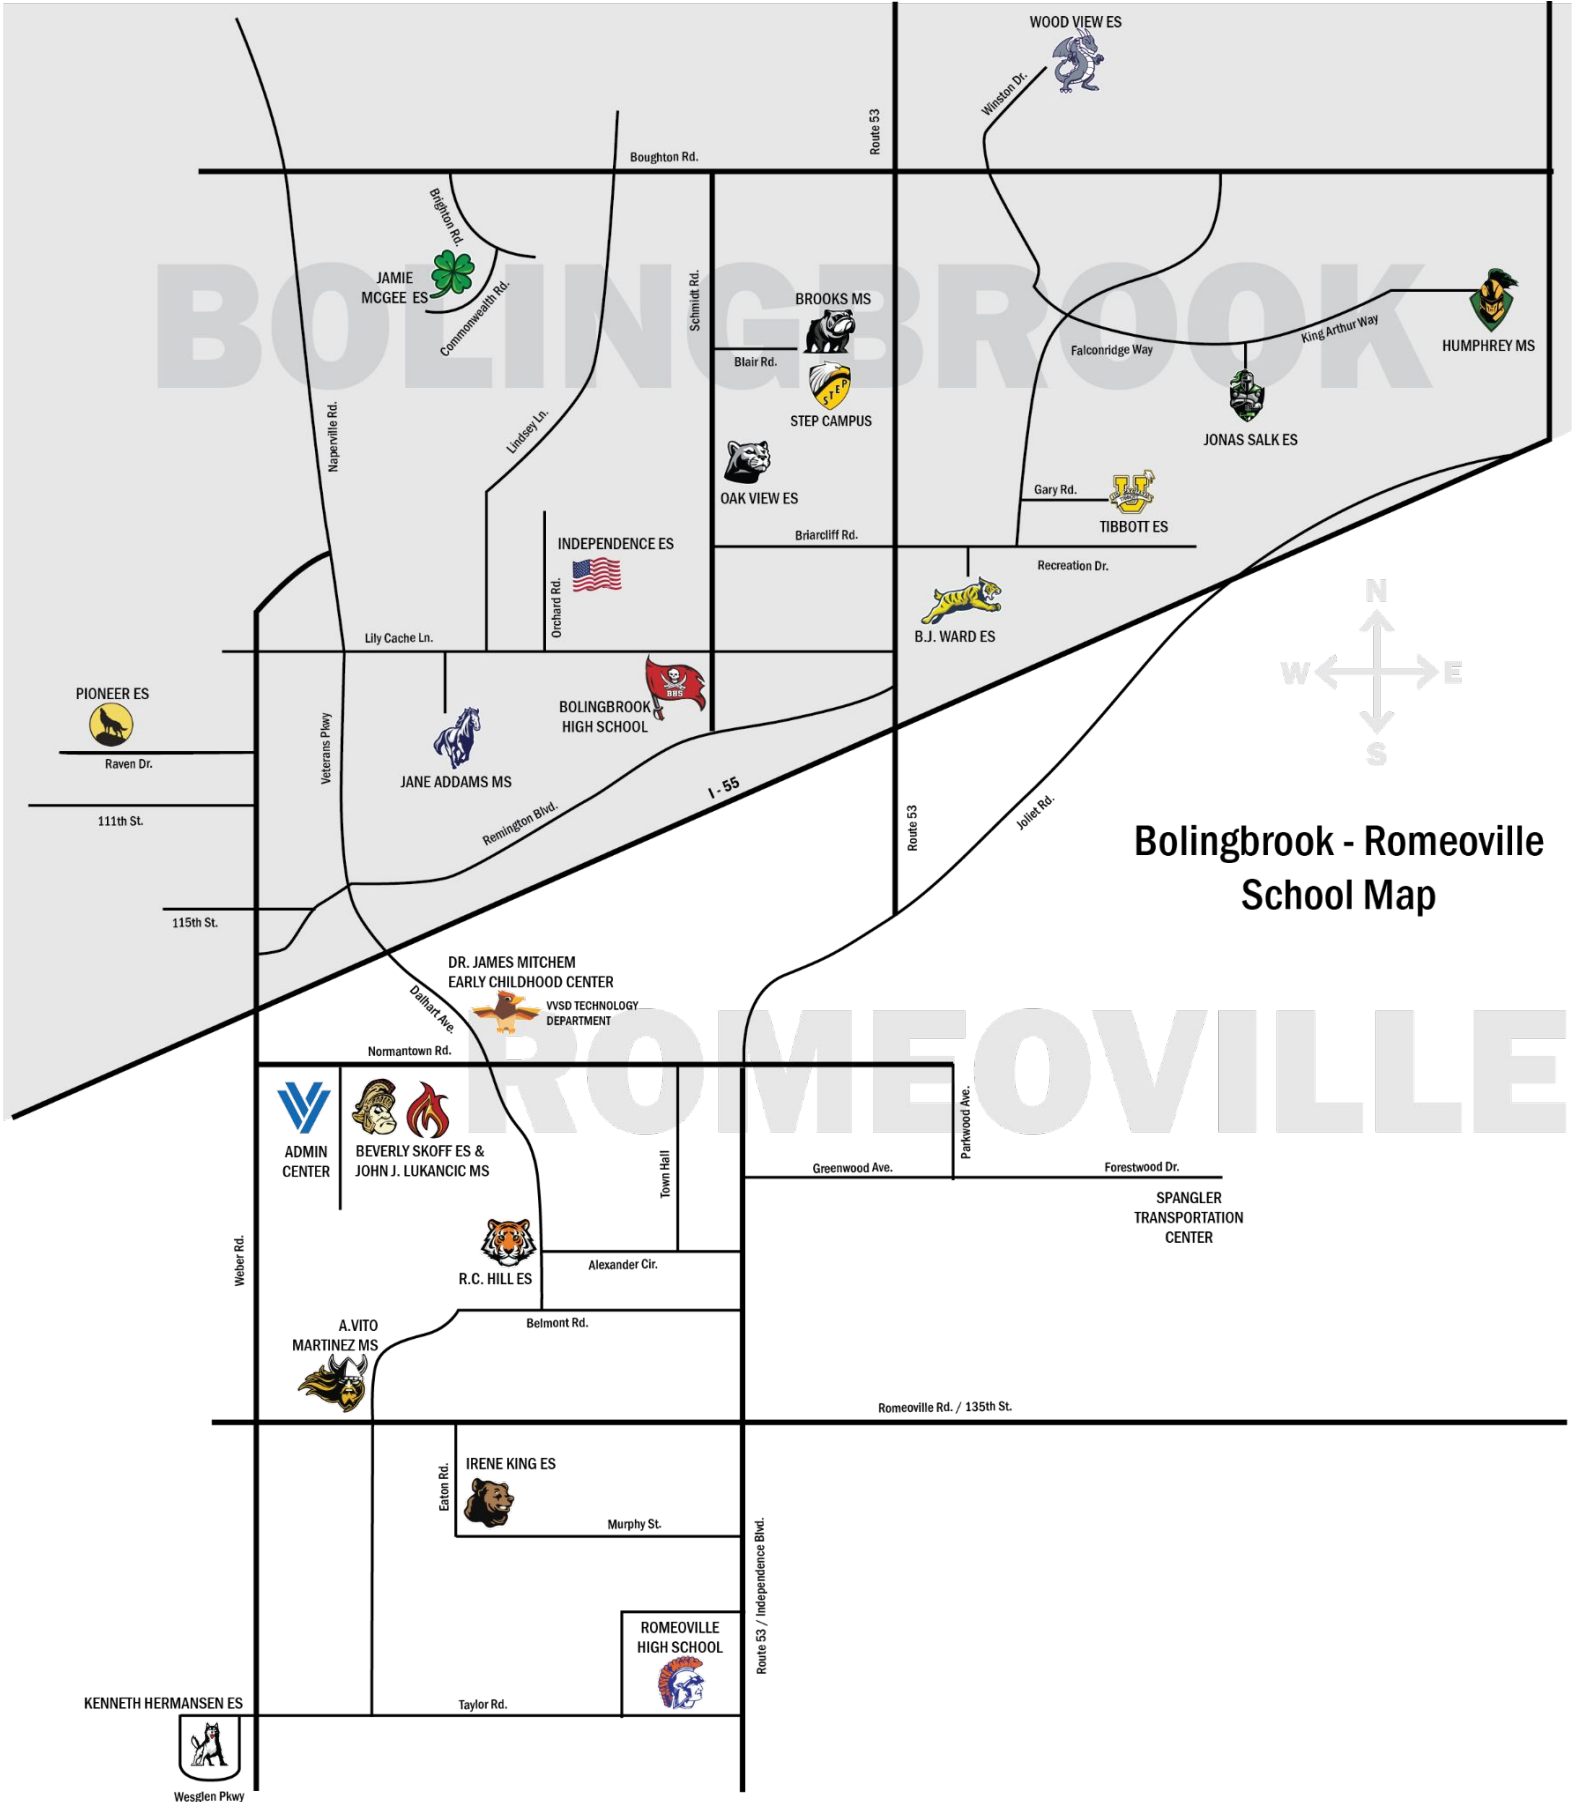 WOOD VIEW ES
Winston Dr.
Route 53
Boughton Rd.
Brighton Rd.
JAMIE
MCGEE ES
Commonwealth Rd.
BOLINGBROOK
Schmidt Rd.
BROOKS MS
Blair Rd.
STEP
STEP CAMPUS
Falconridge Way
King Arthur Way
HUMPHREY MS
JONAS SALK ES
Naperville Rd.
Lindsey Ln.
OAK VIEW ES
Gary Rd.
U
TIBBOTT ES
Briarcliff Rd.
Recreation Dr.
INDEPENDENCE ES
Orchard Rd.
B.J. WARD ES
Lily Cache Ln.
N
W
E
S
PIONEER ES
Raven Dr.
111th St.
Veterans Pkwy
BBS
BOLINGBROOK
HIGH SCHOOL
JANE ADDAMS MS
Remington Blvd.
I - 55
Route 53
Joliet Rd.
Bolingbrook - Romeoville
School Map
115th St.
DR. JAMES MITCHEM
EARLY CHILDHOOD CENTER
VVSD TECHNOLOGY
DEPARTMENT
Dalhart Ave.
ROMEOVILLE
Normantown Rd.
ADMIN
CENTER
BEVERLY SKOFF ES &
JOHN J. LUKANCIC MS
Town Hall
Parkwood Ave.
Greenwood Ave.
Forestwood Dr.
SPANGLER
TRANSPORTATION
CENTER
Weber Rd.
R.C. HILL ES
Alexander Cir.
Belmont Rd.
A.VITO
MARTINEZ MS
Romeoville Rd. / 135th St.
Eaton Rd.
IRENE KING ES
Murphy St.
Route 53 / Independence Blvd.
ROMEOVILLE
HIGH SCHOOL
KENNETH HERMANSEN ES
Taylor Rd.
Wesglen Pkwy